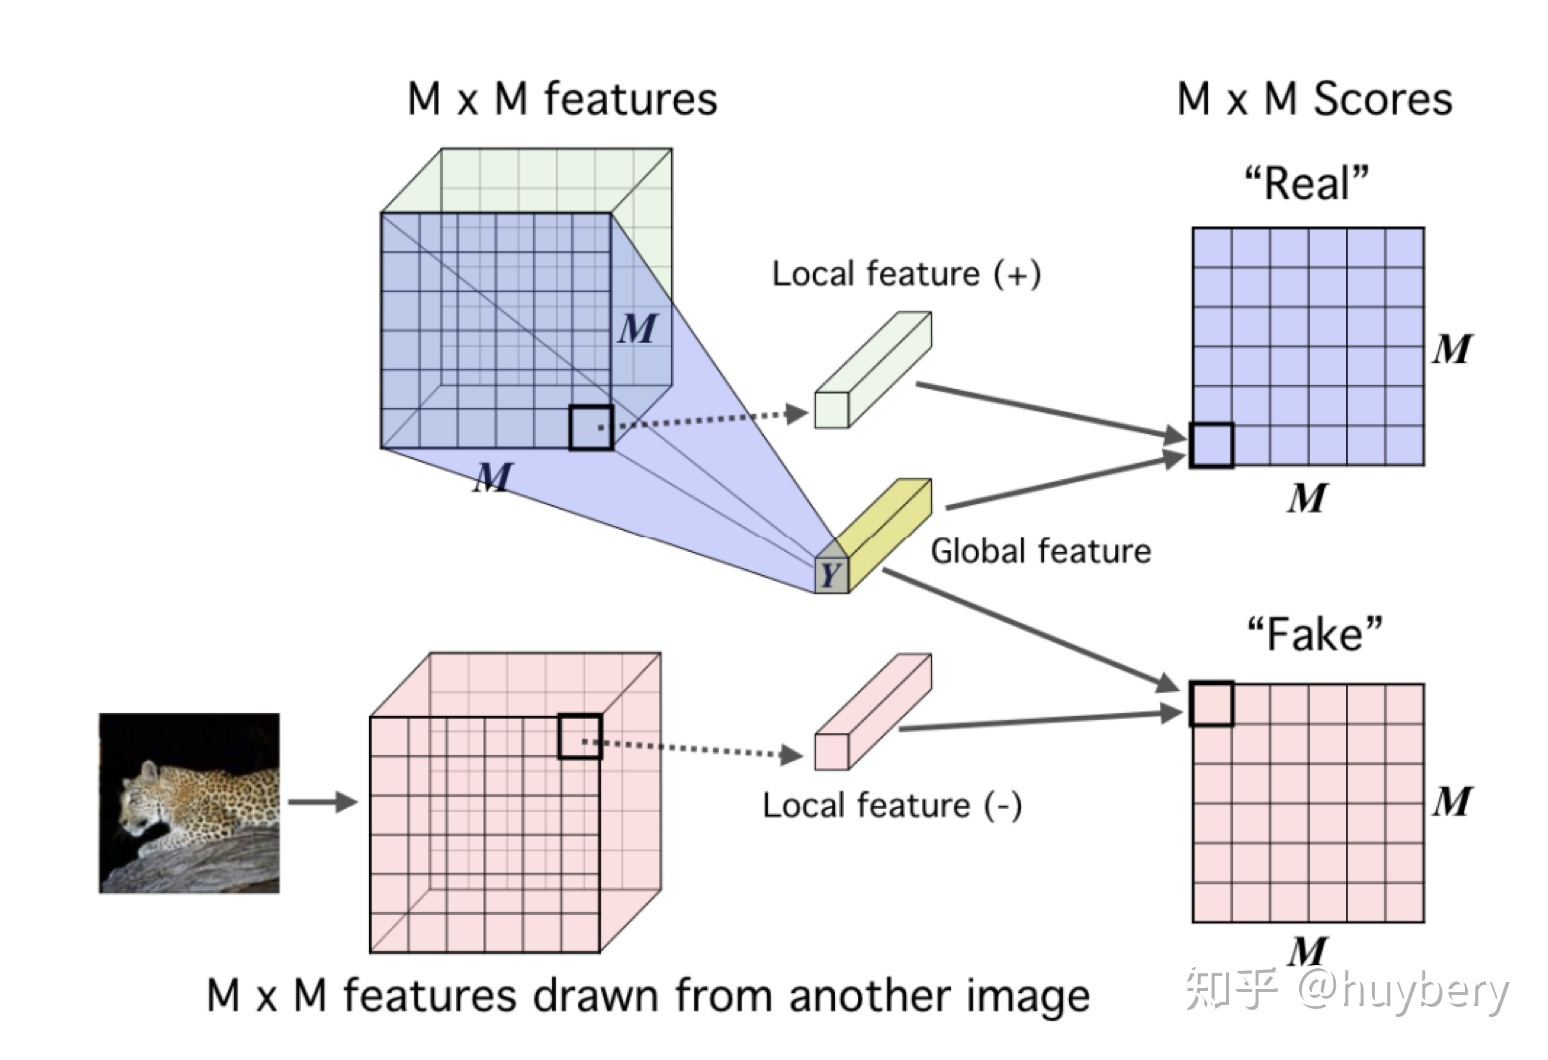 M x M features
M x M Scores
“Real”
Local feature (+)
M
M
M
M
Y
Global feature
“Fake”
Local feature (-)
M
M
M x M features drawn from another image
知乎 @huybery